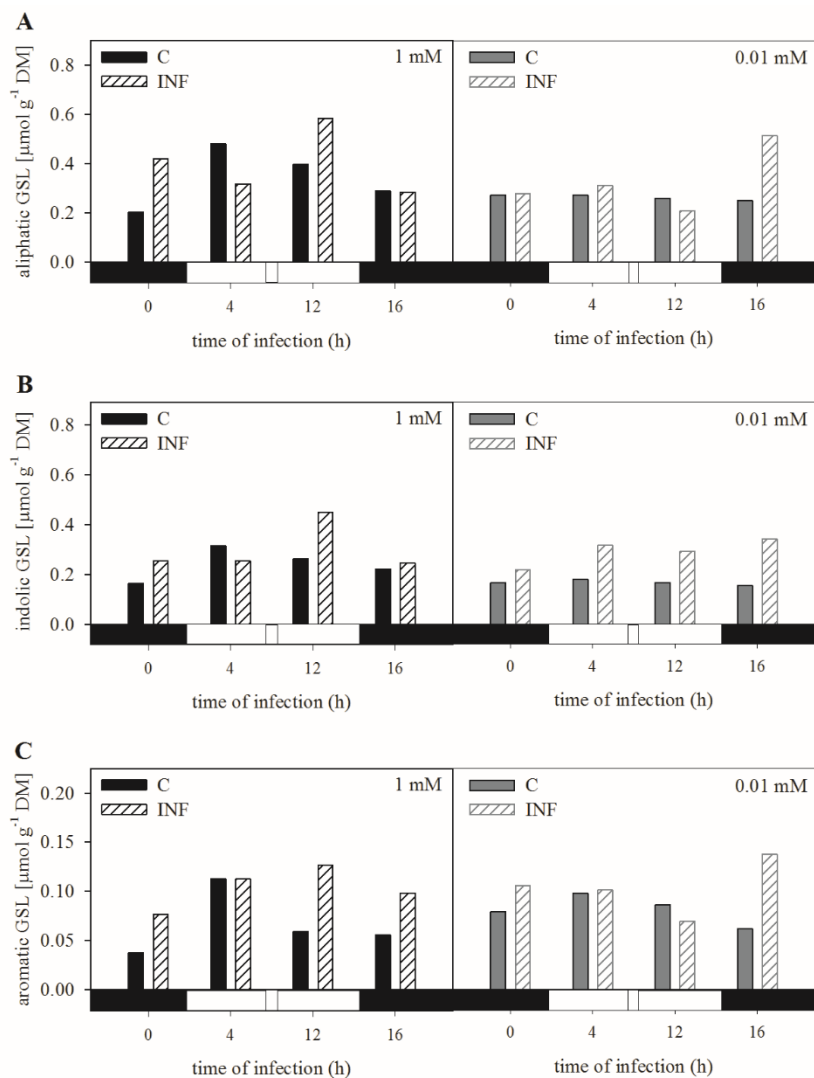 A
aliphatic GSL [µmol g⁻¹ DM]
0.8
0.6
0.4
0.2
0.0
C
INF
1 mM
C
INF
0.01 mM
0 4 12 16 0 4 12 16
time of infection (h) time of infection (h)
B
indolic GSL [µmol g⁻¹ DM]
0.8
0.6
0.4
0.2
0.0
C
INF
1 mM
C
INF
0.01 mM
0 4 12 16 0 4 12 16
time of infection (h) time of infection (h)
C
aromatic GSL [µmol g⁻¹ DM]
0.20
0.15
0.10
0.05
0.00
C
INF
1 mM
C
INF
0.01 mM
0 4 12 16 0 4 12 16
time of infection (h) time of infection (h)